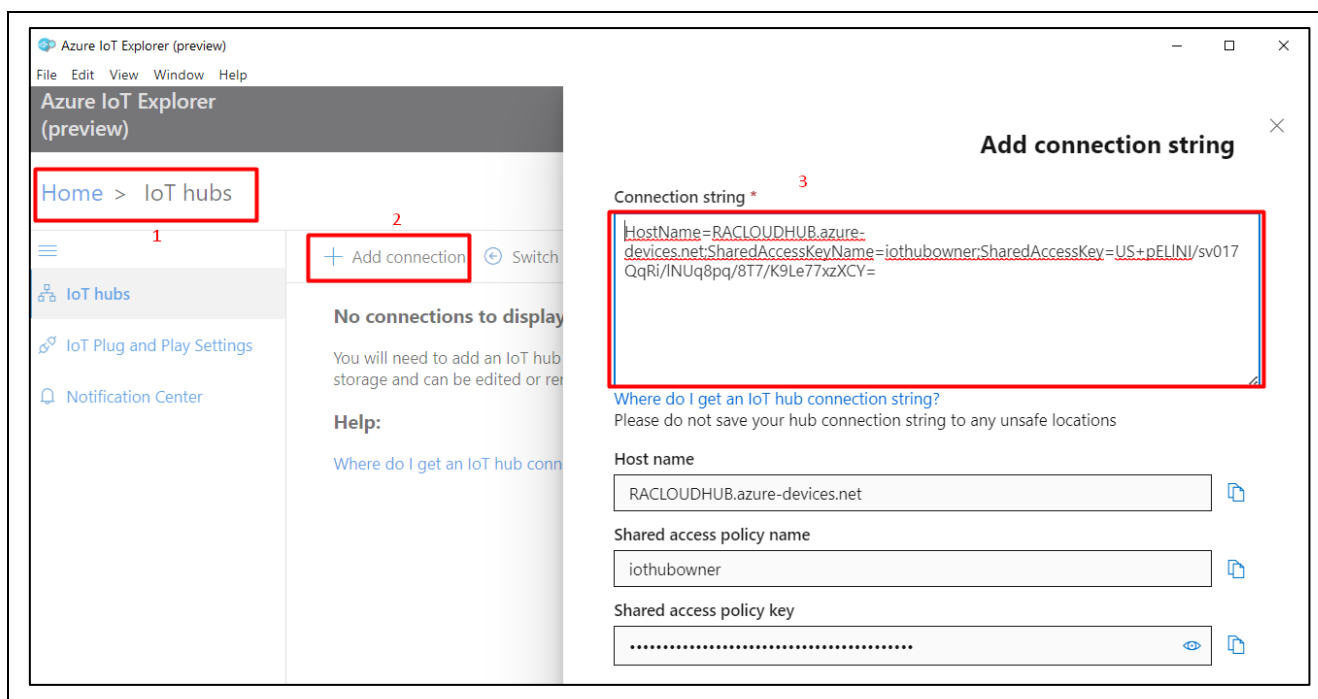 Azure IoT Explorer (preview)
File Edit View Window Help
Azure IoT Explorer
(preview)
Home > IoT hubs
1
IoT hubs
IoT Plug and Play Settings
Notification Center
2
+ Add connection
Switch
No connections to display
You will need to add an IoT hub
storage and can be edited or rer
Help:
Where do I get an IoT hub conn
Add connection string
Connection string *
3
HostName=RACLOUDHUB.azure-
devices.net;SharedAccessKeyName=iothubowner;SharedAccessKey=US+pELlNI/sv017
QqRi/lNUq8pq/8T7/K9Le77xzXCY=
Where do I get an IoT hub connection string?
Please do not save your hub connection string to any unsafe locations
Host name
RACLOUDHUB.azure-devices.net
Shared access policy name
iothubowner
Shared access policy key
••••••••••••••••••••••••••••••••••••••••••••